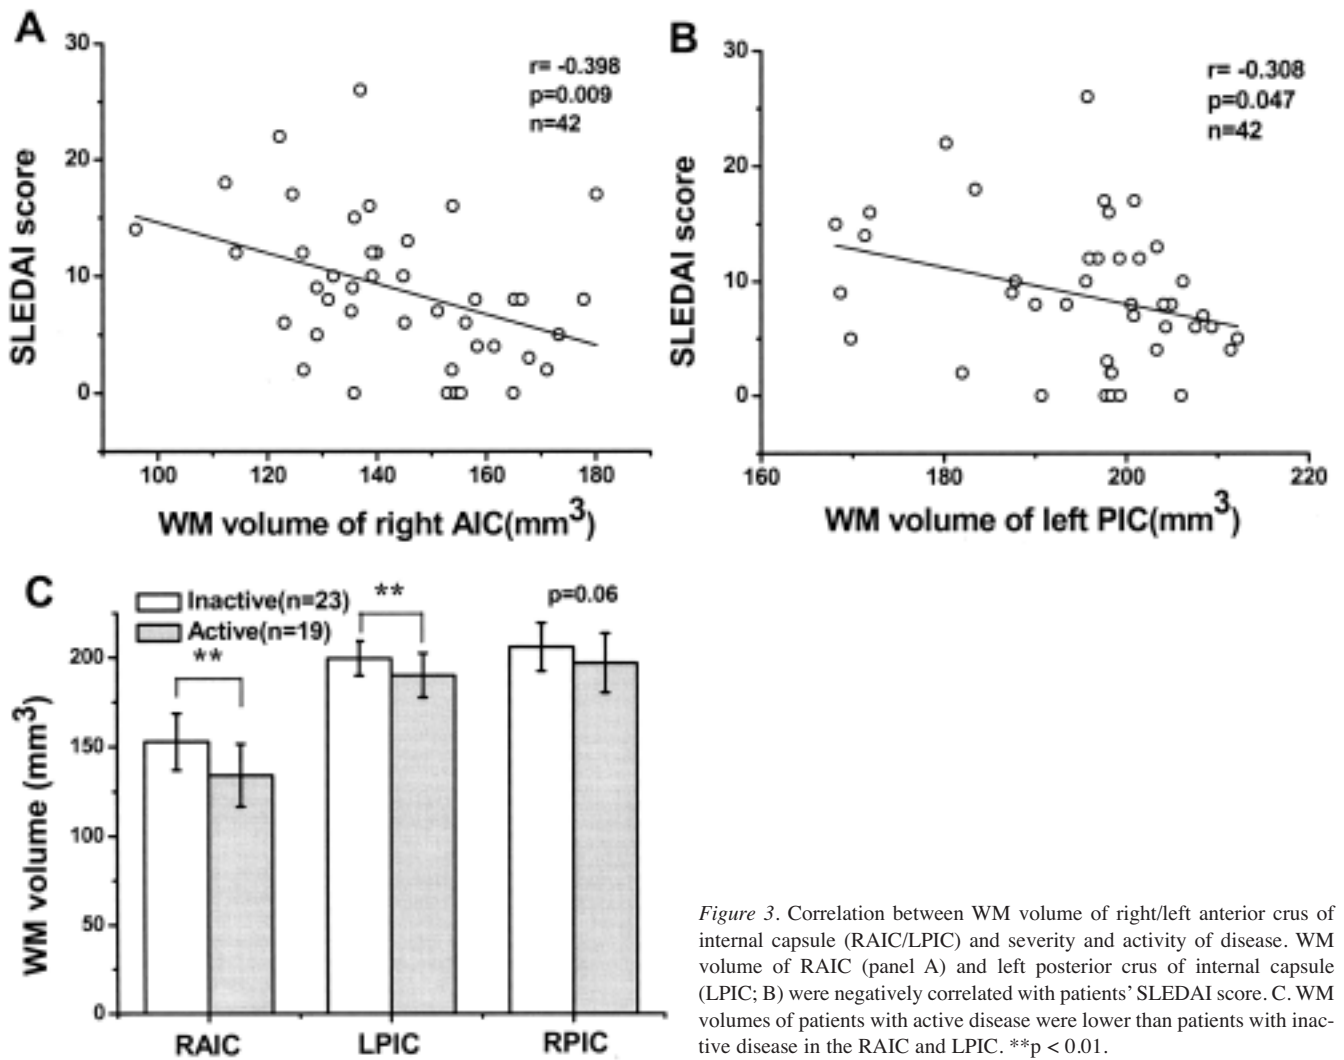 A
30
20
10
0
SLEDAI score
r= -0.398
p=0.009
n=42
100 120 140 160 180
WM volume of right AIC(mm³)
B
30
20
10
0
SLEDAI score
r= -0.308
p=0.047
n=42
160 180 200 220
WM volume of left PIC(mm³)
C
Inactive(n=23)
Active(n=19)
**
**
p=0.06
200
150
100
50
0
WM volume (mm³)
RAIC LPIC RPIC
Figure 3. Correlation between WM volume of right/left anterior crus of
internal capsule (RAIC/LPIC) and severity and activity of disease. WM
volume of RAIC (panel A) and left posterior crus of internal capsule
(LPIC; B) were negatively correlated with patients’ SLEDAI score. C. WM
volumes of patients with active disease were lower than patients with inac-
tive disease in the RAIC and LPIC. **p < 0.01.